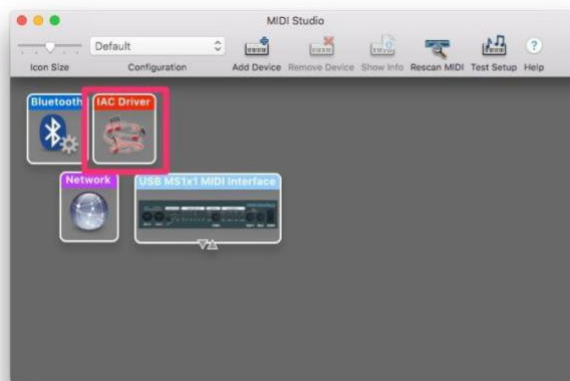 MIDI Studio
Default
Icon Size Configuration Add Device Remove Device Show Info Rescan MIDI Test Setup ? Help
Bluetooth IAC Driver
Network USB MS1x1 MIDI Interface